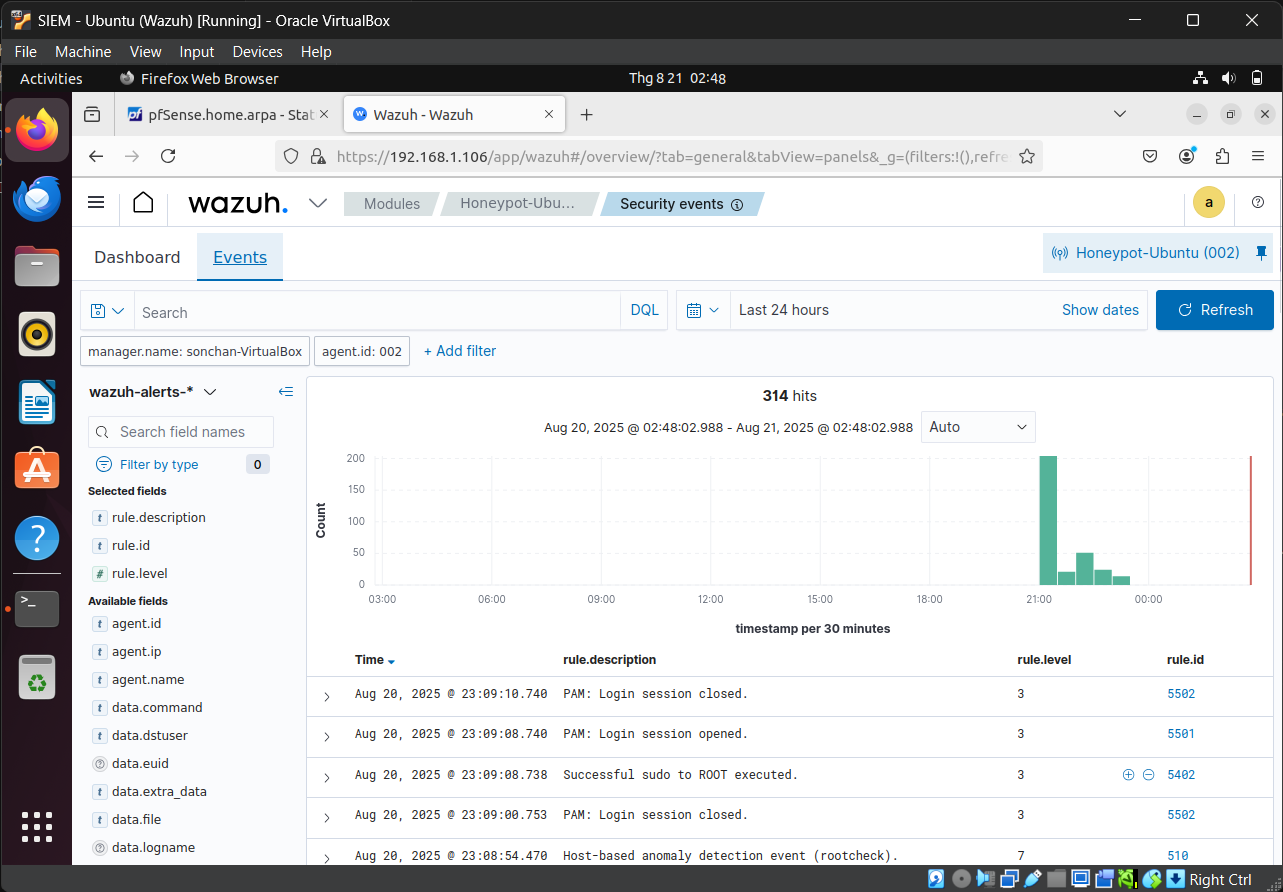 SIEM - Ubuntu (Wazuh) [Running] - Oracle VirtualBox
File Machine View Input Devices Help
Activities Firefox Web Browser Thg 8 21 02:48
pfSense.home.arpa - Stat Wazuh - Wazuh
https://192.168.1.106/app/wazuh#/overview/?tab=general&tabView=panels&_g=(filters:!(),refre
wazuh. Modules Honeypot-Ubu... Security events a
Dashboard Events Honeypot-Ubuntu (002)
Search DQL Last 24 hours Show dates Refresh
manager.name: sonchan-VirtualBox agent.id: 002 + Add filter
wazuh-alerts-*
Search field names
Filter by type 0
Selected fields
t rule.description
t rule.id
# rule.level
Available fields
t agent.id
t agent.ip
t agent.name
t data.command
t data.dstuser
? data.euid
t data.extra_data
t data.file
? data.logname
314 hits
Aug 20, 2025 @ 02:48:02.988 - Aug 21, 2025 @ 02:48:02.988 Auto
Count
200
150
100
50
0
03:00 06:00 09:00 12:00 15:00 18:00 21:00 00:00
timestamp per 30 minutes
Time rule.description rule.level rule.id
Aug 20, 2025 @ 23:09:10.740 PAM: Login session closed. 3 5502
Aug 20, 2025 @ 23:09:08.740 PAM: Login session opened. 3 5501
Aug 20, 2025 @ 23:09:08.738 Successful sudo to ROOT executed. 3 5402
Aug 20, 2025 @ 23:09:00.753 PAM: Login session closed. 3 5502
Aug 20, 2025 @ 23:08:54.470 Host-based anomaly detection event (rootcheck). 7 510
Right Ctrl